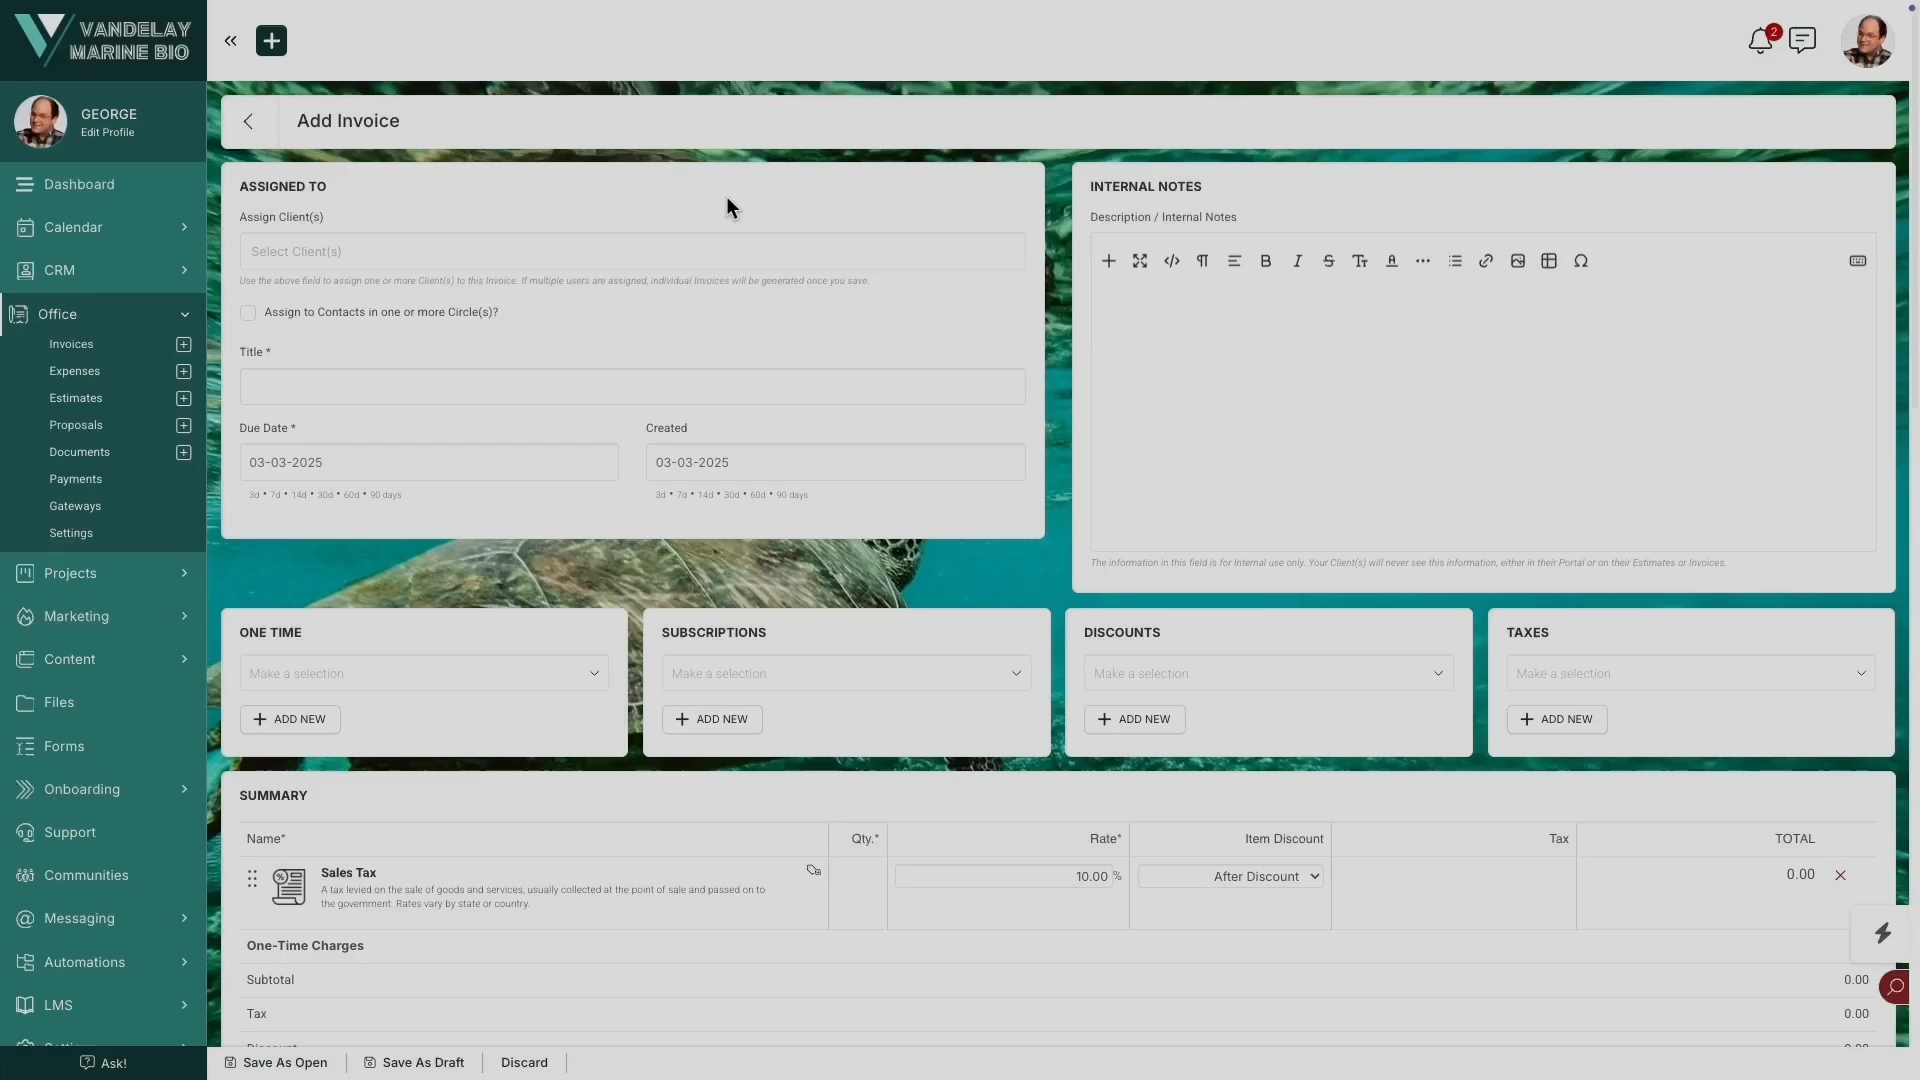 VANDELAY
MARINE BIO
2
GEORGE
Edit Profile
Dashboard
Calendar
CRM
Office
Invoices
Expenses
Estimates
Proposals
Documents
Payments
Gateways
Settings
Projects
Marketing
Content
Files
Forms
Onboarding
Support
Communities
Messaging
Automations
LMS
Ask!
Add Invoice
ASSIGNED TO
Assign Client(s)
Select Client(s)
Use the above field to assign one or more Client(s) to this Invoice. If multiple users are assigned, individual Invoices will be generated once you save.
Assign to Contacts in one or more Circle(s)?
Title *
Due Date * Created
03-03-2025 03-03-2025
3d • 7d • 14d • 30d • 60d • 90 days 3d • 7d • 14d • 30d • 60d • 90 days
INTERNAL NOTES
Description / Internal Notes
The information in this field is for Internal use only. Your Client(s) will never see this information, either in their Portal or on their Estimates or Invoices.
ONE TIME
Make a selection
ADD NEW
SUBSCRIPTIONS
Make a selection
ADD NEW
DISCOUNTS
Make a selection
ADD NEW
TAXES
Make a selection
ADD NEW
SUMMARY
Name* Qty.* Rate* Item Discount Tax TOTAL
Sales Tax 10.00 % After Discount 0.00
A tax levied on the sale of goods and services, usually collected at the point of sale and passed on to
the government. Rates vary by state or country.
One-Time Charges
Subtotal 0.00
Tax 0.00
Save As Open Save As Draft Discard